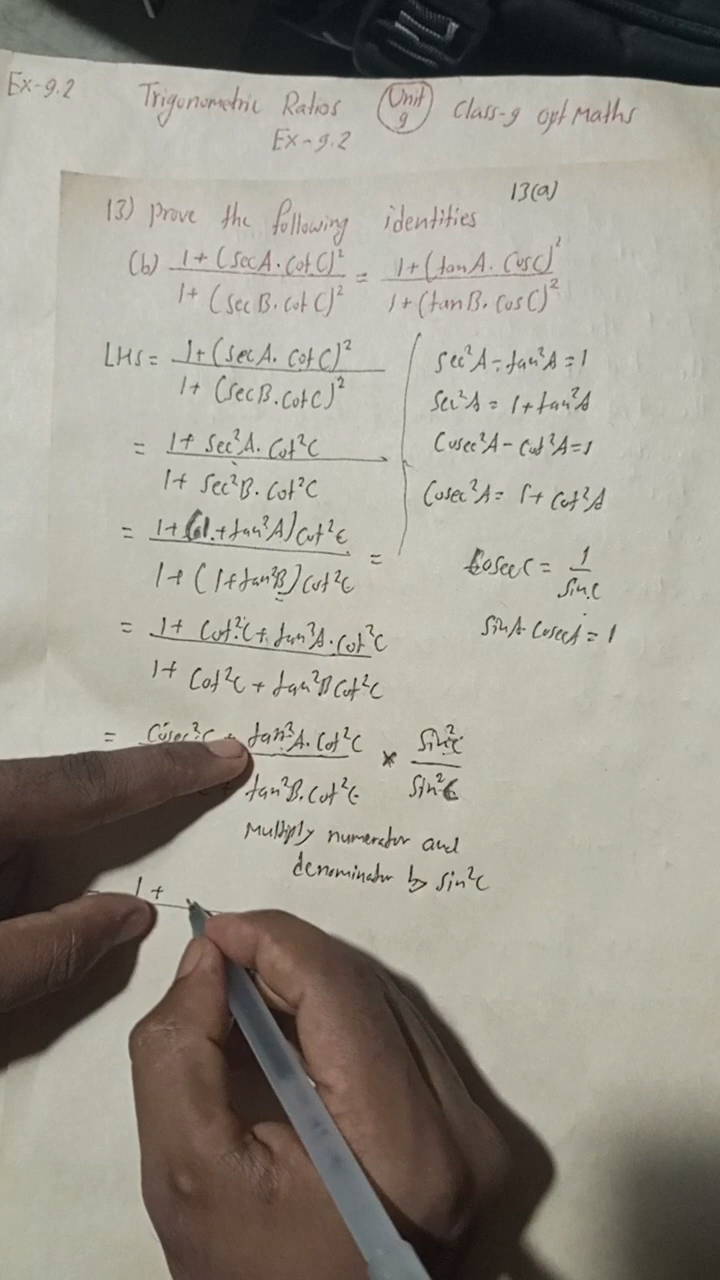 Ex-9.2
Trigonometric Ratios Unit 9 Class-9 opt Maths
Ex-9.2
13(a)
13) prove the following identities
(b) 1+(secA.cotC)² / 1+(secB.cotC)² = 1+(tanA.CosC)² / 1+(tanB.CosC)²
LHS = 1+(secA.cotC)² / 1+(secB.cotC)²
= 1+sec²A.Cot²C / 1+sec²B.Cot²C
= 1+(1+tan²A)Cot²C / 1+(1+tan²B)Cot²C =
= 1+Cot²C+tan²A.Cot²C / 1+Cot²C+tan²BCot²C
= Cosec²C + tan²A.Cot²C / tan²B.Cot²C × Sin²C / Sin²C
Multiply numerator and
denominator by sin²C
= 1+
sec²A-tan²A=1
sec²A = 1+tan²A
Cosec²A-Cot²A=1
Cosec²A = 1+Cot²A
CosecC = 1 / Sin.C
SinA.CosecA = 1